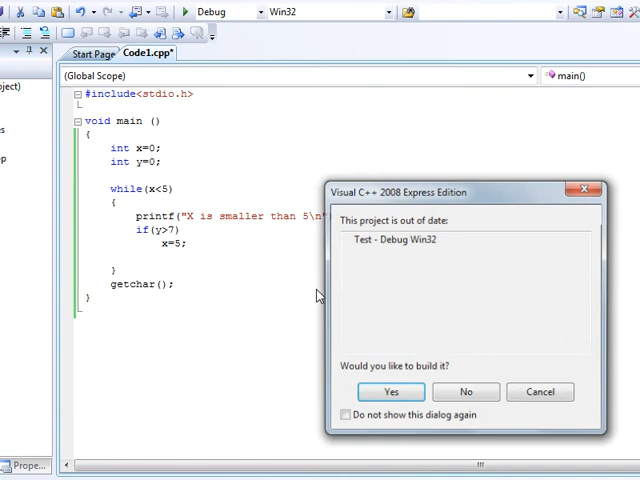 Debug Win32
Start Page Code1.cpp*
(Global Scope) main()
#include<stdio.h>
void main ()
{
int x=0;
int y=0;
while(x<5)
{
printf("X is smaller than 5\n"
if(y>7)
x=5;
}
getchar();
}
Visual C++ 2008 Express Edition
This project is out of date:
Test - Debug Win32
Would you like to build it?
Yes No Cancel
Do not show this dialog again
Prope...